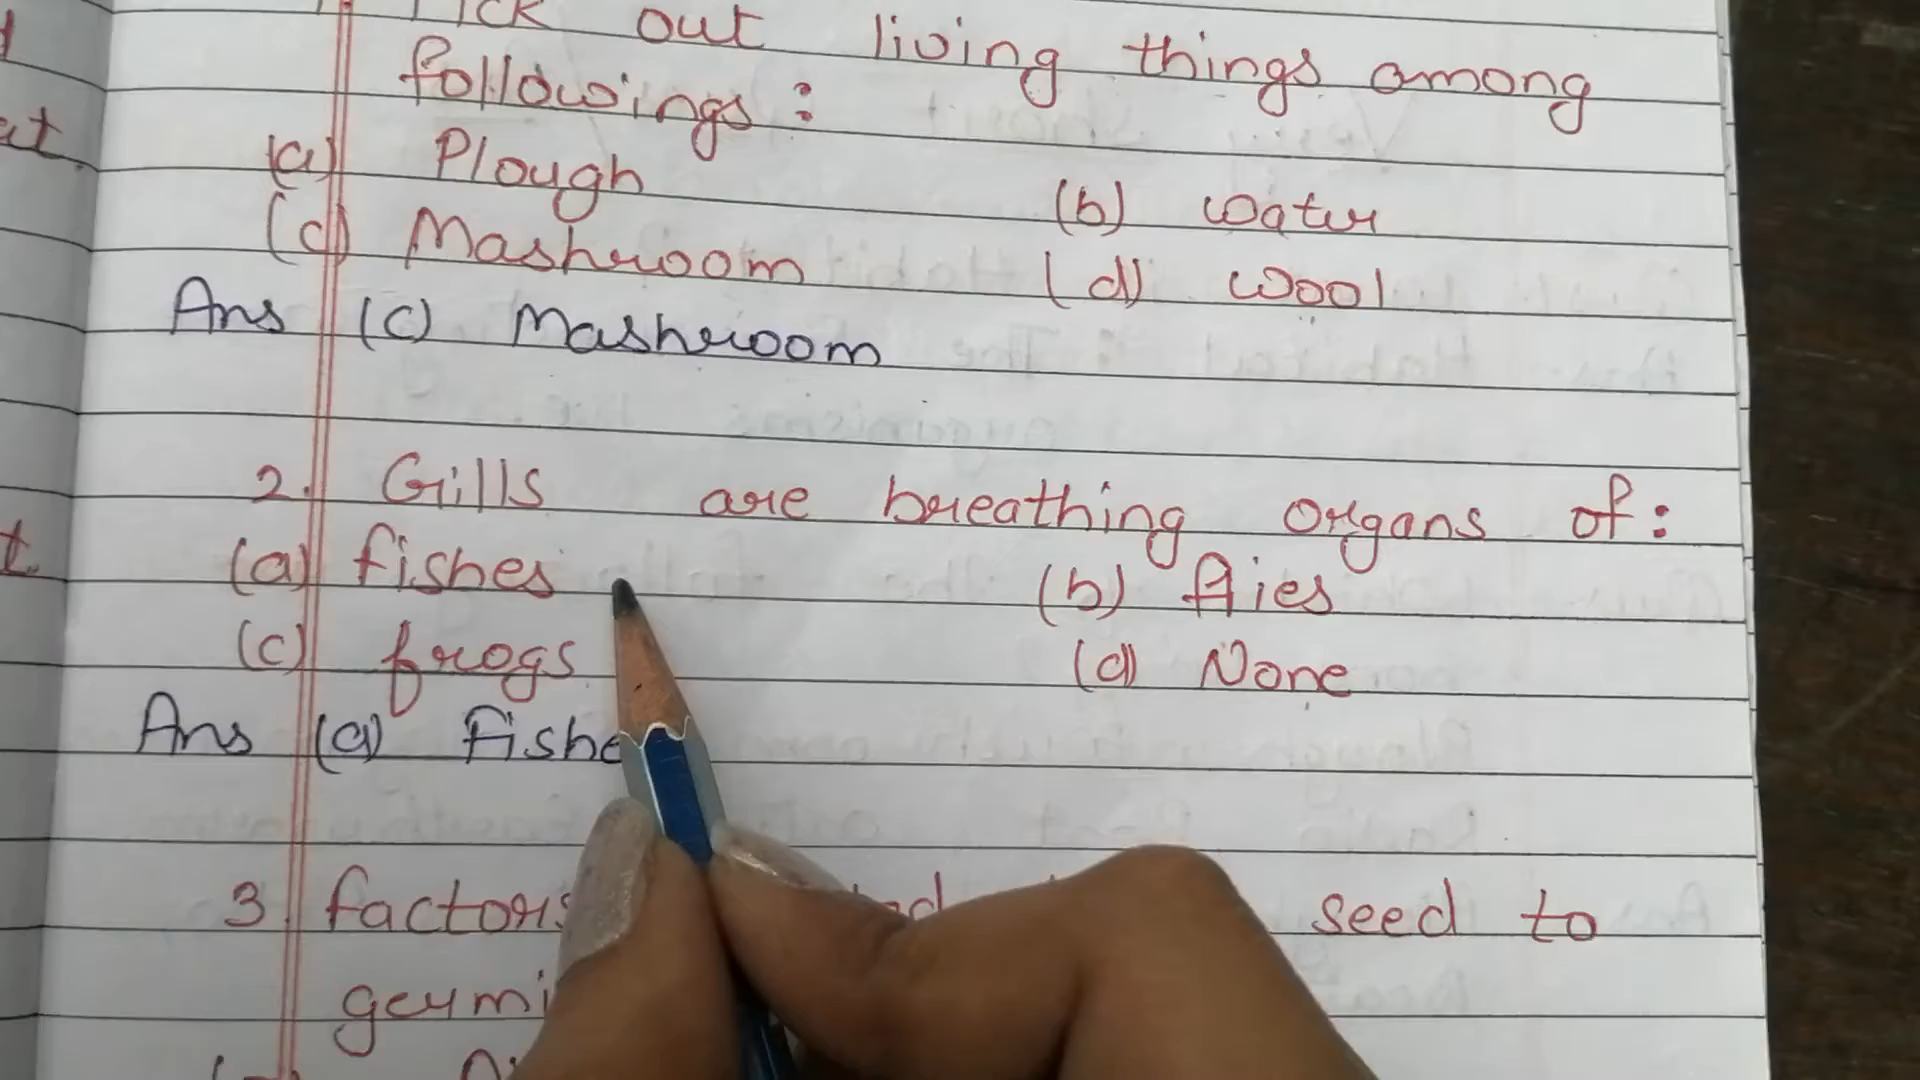 out living things among
followings :
(a) Plough (b) water
(c) Mashroom (d) wool
Ans (c) Mashroom
2. Gills are breathing organs of :
(a) fishes (b) flies
(c) frogs (d) None
Ans (a) Fishe
3. factors seed to